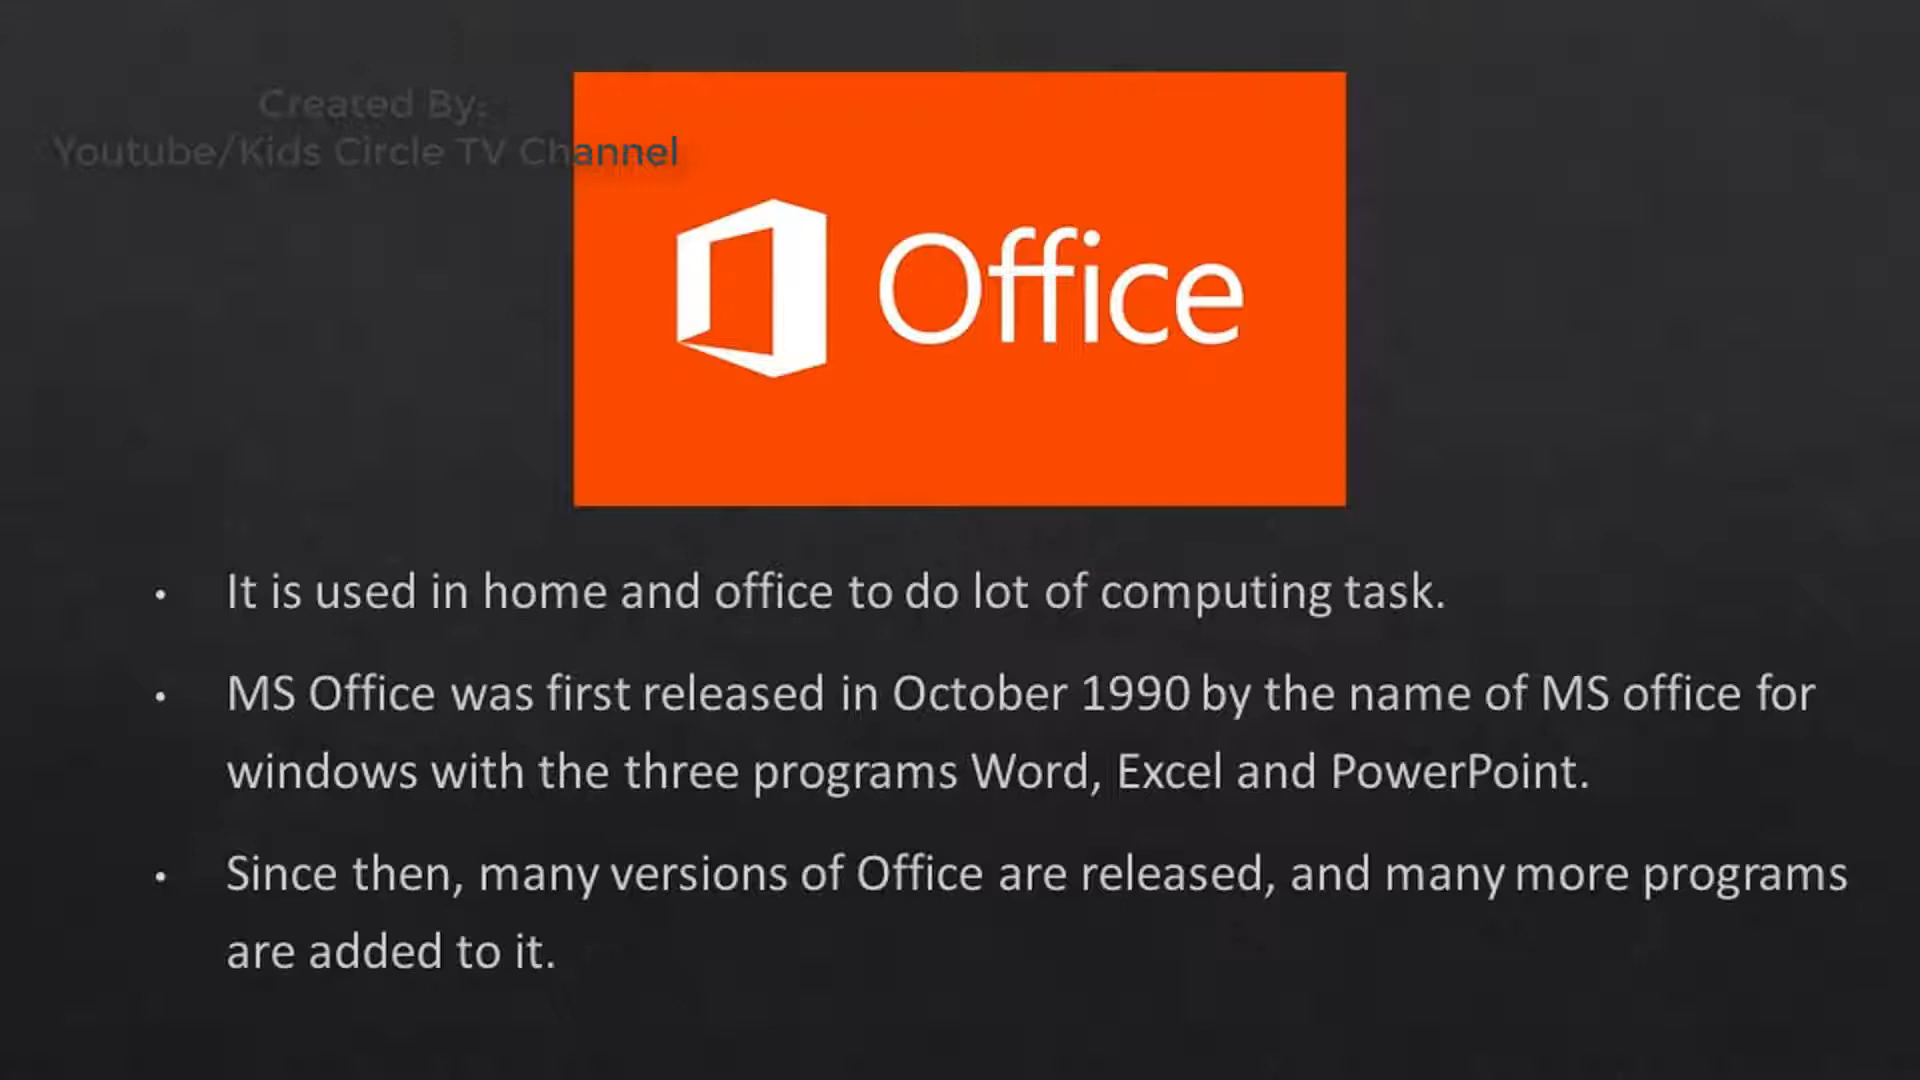 Created By:
Youtube/Kids Circle TV Channel
Office
• It is used in home and office to do lot of computing task.
• MS Office was first released in October 1990 by the name of MS office for
windows with the three programs Word, Excel and PowerPoint.
• Since then, many versions of Office are released, and many more programs
are added to it.